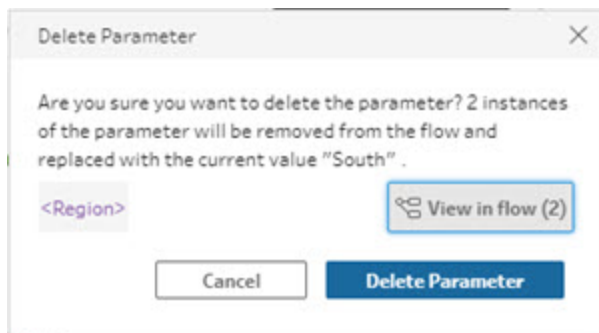 Delete Parameter
Are you sure you want to delete the parameter? 2 instances
of the parameter will be removed from the flow and
replaced with the current value "South" .
<Region>
View in flow (2)
Cancel
Delete Parameter